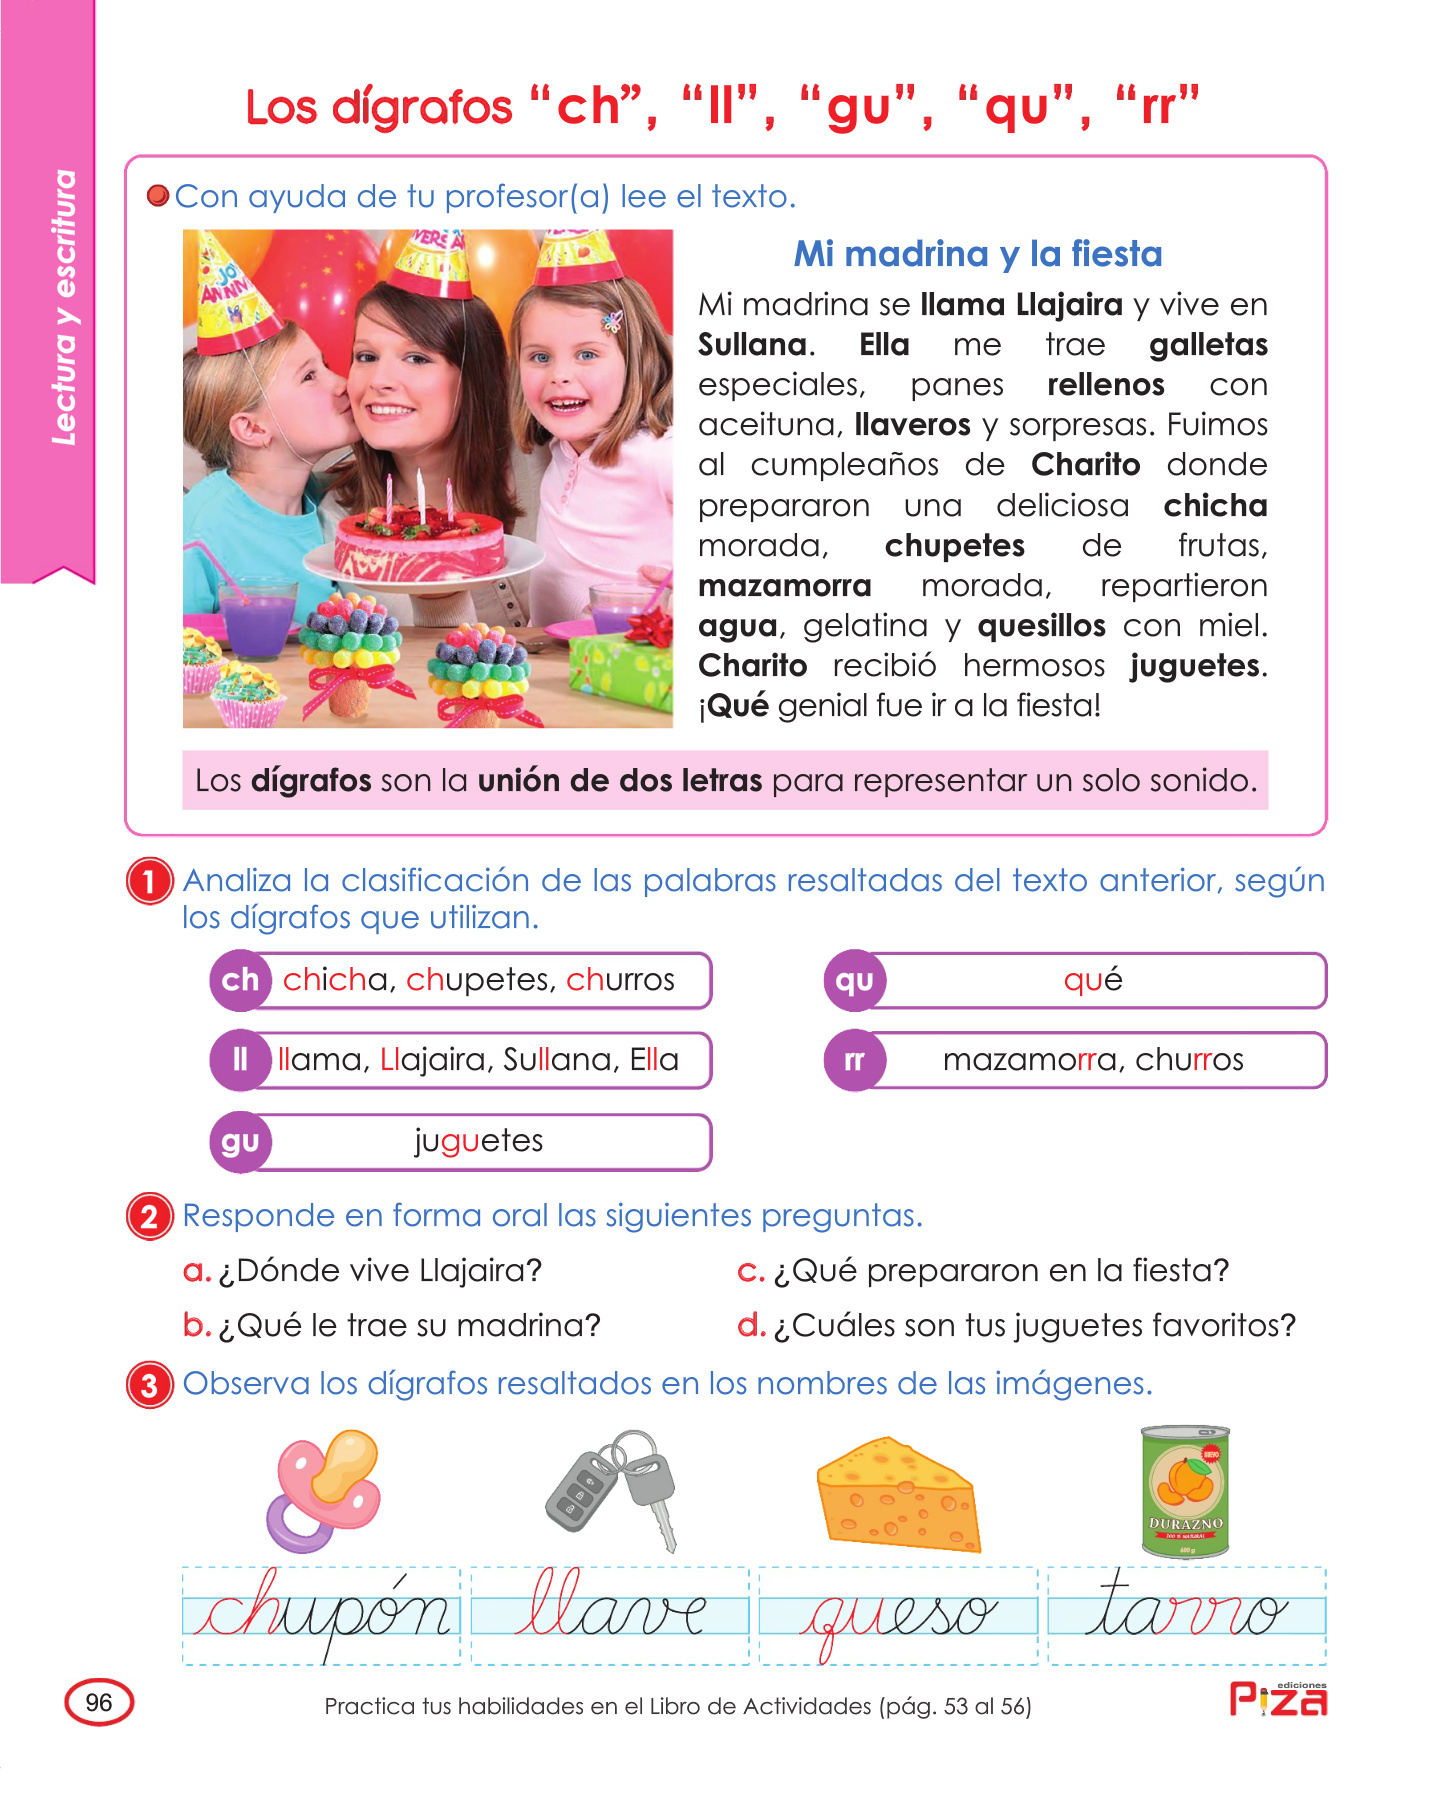 Lectura y escritura
Los dígrafos “ch”, “ll”, “gu”, “qu”, “rr”
Con ayuda de tu profesor(a) lee el texto.
Mi madrina y la fiesta
Mi madrina se llama Llajaira y vive en
Sullana. Ella me trae galletas
especiales, panes rellenos con
aceituna, llaveros y sorpresas. Fuimos
al cumpleaños de Charito donde
prepararon una deliciosa chicha
morada, chupetes de frutas,
mazamorra morada, repartieron
agua, gelatina y quesillos con miel.
Charito recibió hermosos juguetes.
¡Qué genial fue ir a la fiesta!
Los dígrafos son la unión de dos letras para representar un solo sonido.
1 Analiza la clasificación de las palabras resaltadas del texto anterior, según
los dígrafos que utilizan.
ch chicha, chupetes, churros
qu qué
ll llama, Llajaira, Sullana, Ella
rr mazamorra, churros
gu juguetes
2 Responde en forma oral las siguientes preguntas.
a. ¿Dónde vive Llajaira?
c. ¿Qué prepararon en la fiesta?
b. ¿Qué le trae su madrina?
d. ¿Cuáles son tus juguetes favoritos?
3 Observa los dígrafos resaltados en los nombres de las imágenes.
NUEVO
DURAZNO
100 % NATURAL
600 g
chupón
llave
queso
tarro
96
Practica tus habilidades en el Libro de Actividades (pág. 53 al 56)
ediciones
Piza